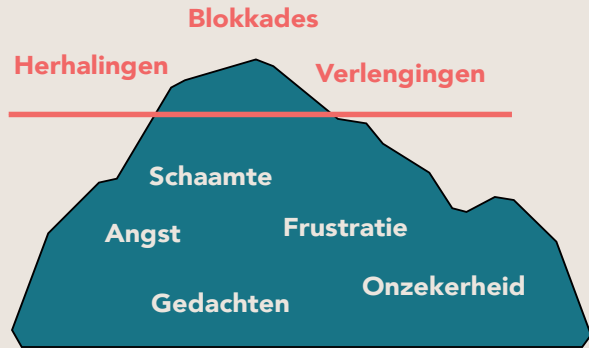 Blokkades
Herhalingen
Verlengingen
Schaamte
Angst
Frustratie
Gedachten
Onzekerheid